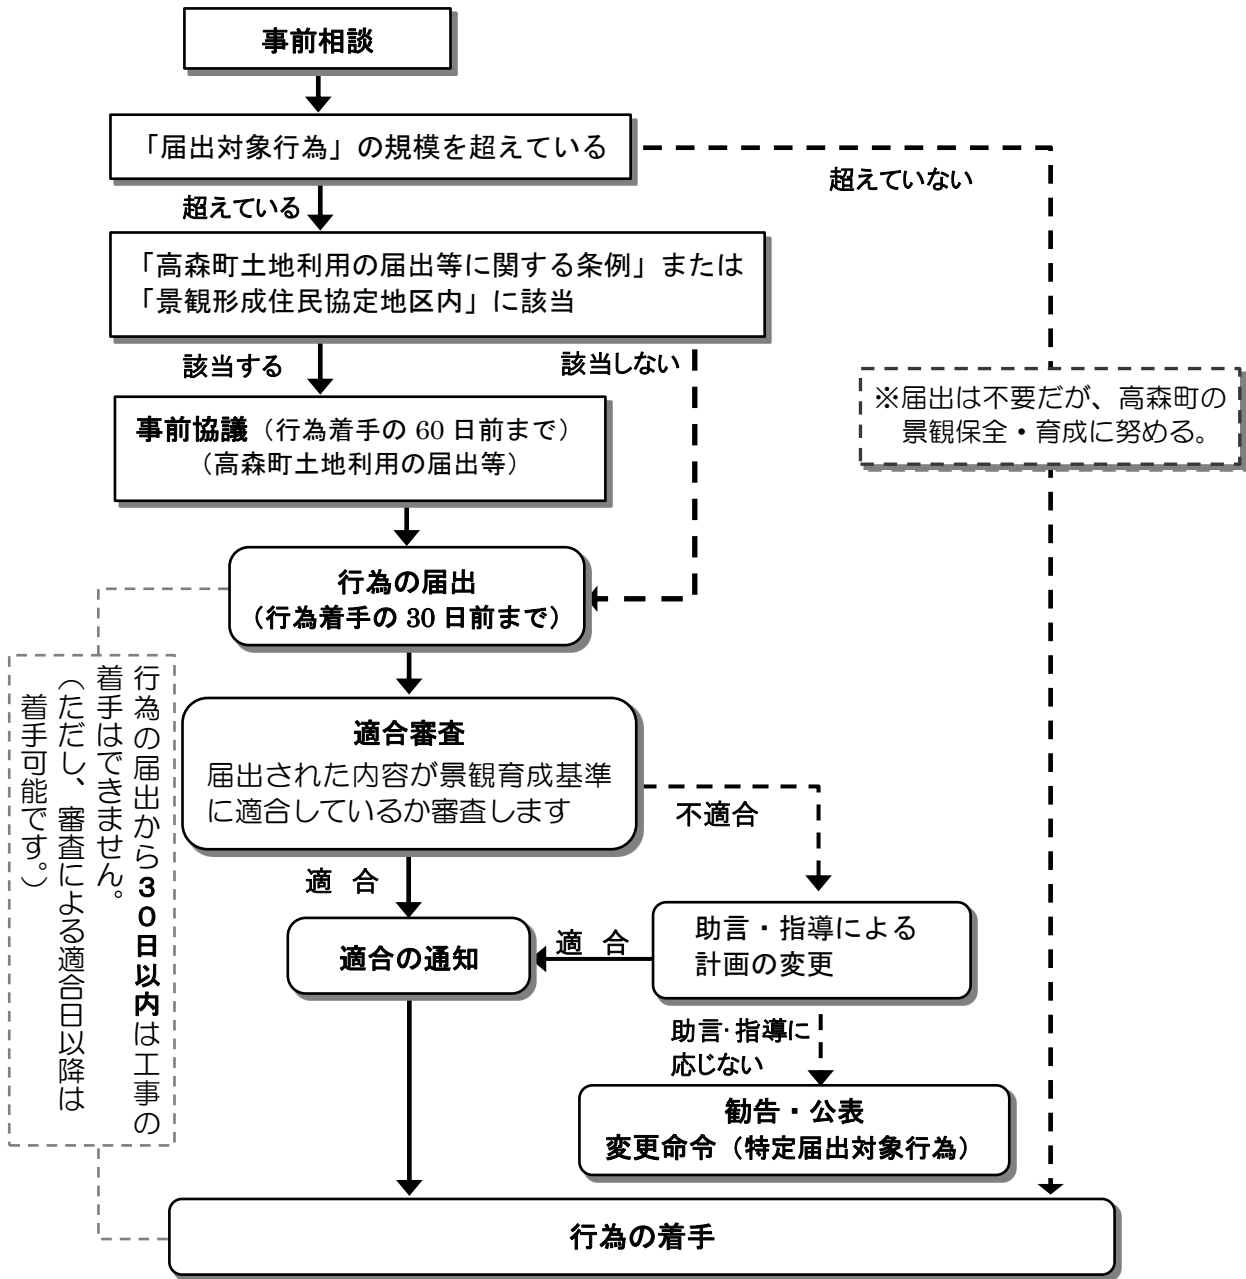 事前相談
「届出対象行為」の規模を超えている
超えていない
超えている
「高森町土地利用の届出等に関する条例」または
「景観形成住民協定地区内」に該当
該当する
該当しない
※届出は不要だが、高森町の
景観保全・育成に努める。
事前協議（行為着手の 60 日前まで）
（高森町土地利用の届出等）
行為の届出
（行為着手の 30 日前まで）
行為の届出から３０日以内は工事の
着手はできません。
（ただし、審査による適合日以降は
着手可能です。）
適合審査
届出された内容が景観育成基準
に適合しているか審査します
不適合
適 合
適合の通知
適 合
助言・指導による
計画の変更
助言・指導に
応じない
勧告・公表
変更命令（特定届出対象行為）
行為の着手